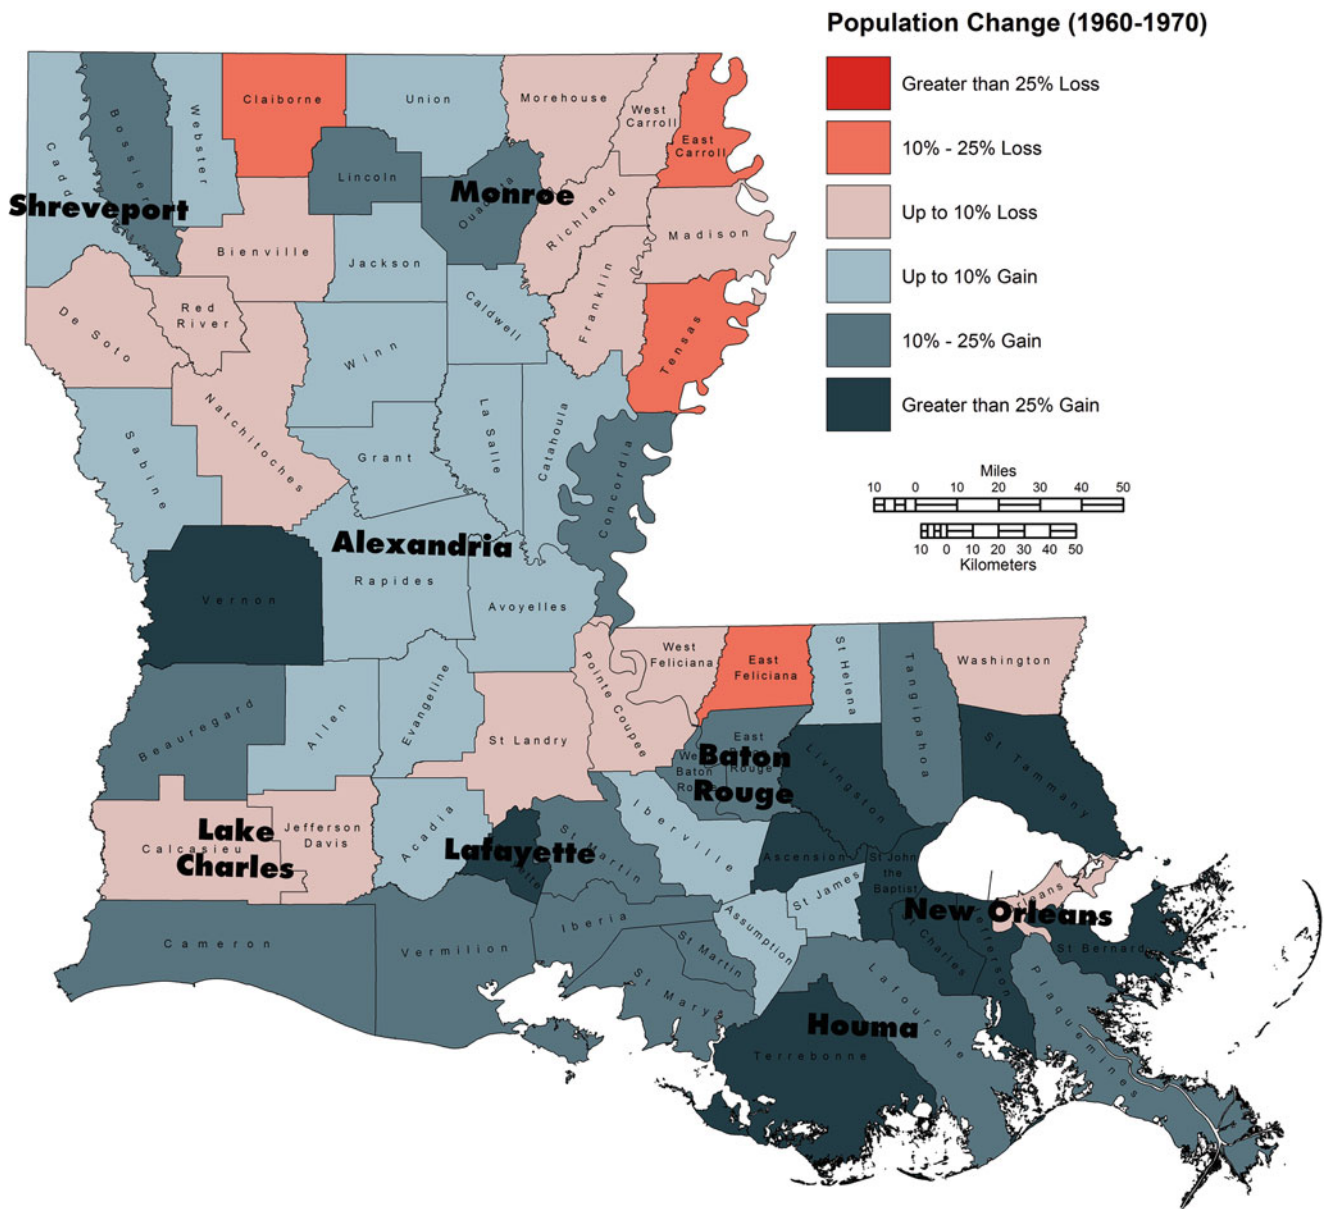 Population Change (1960-1970)
Greater than 25% Loss
10% - 25% Loss
Up to 10% Loss
Up to 10% Gain
10% - 25% Gain
Greater than 25% Gain
Miles
10 0 10 20 30 40 50
10 0 10 20 30 40 50
Kilometers
Bossier
Webster
Claiborne
Union
Morehouse
West
Carroll
East
Carroll
Lincoln
Shreveport
Monroe
Richland
Madison
Bienville
Jackson
De Soto
Red
River
Caldwell
Franklin
Tensas
Winn
Natchitoches
Sabine
Grant
La Salle
Catahoula
Concordia
Alexandria
Rapides
Vernon
Avoyelles
West
Feliciana
East
Feliciana
St Helena
Tangipahoa
Washington
Pointe Coupee
Beauregard
Allen
Evangeline
St Landry
East
Rouge
Baton
Baton
Rouge
Livingston
St Tammany
Lake
Charles
Calcasieu
Jefferson
Davis
Acadia
Lafayette
St Martin
Iberville
Ascension
St John
the
Baptist
St James
New Orleans
Assumption
Charles
St Bernard
Cameron
Vermilion
Iberia
St Martin
St Mary
Lafourche
Plaquemines
Houma
Terrebonne